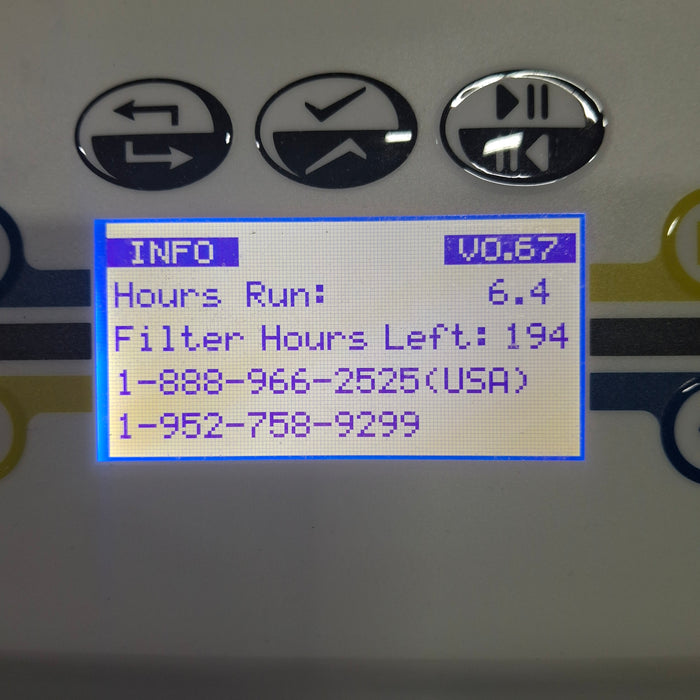 INFO V0.67
Hours Run: 6.4
Filter Hours Left: 194
1-888-966-2525(USA)
1-952-758-9299